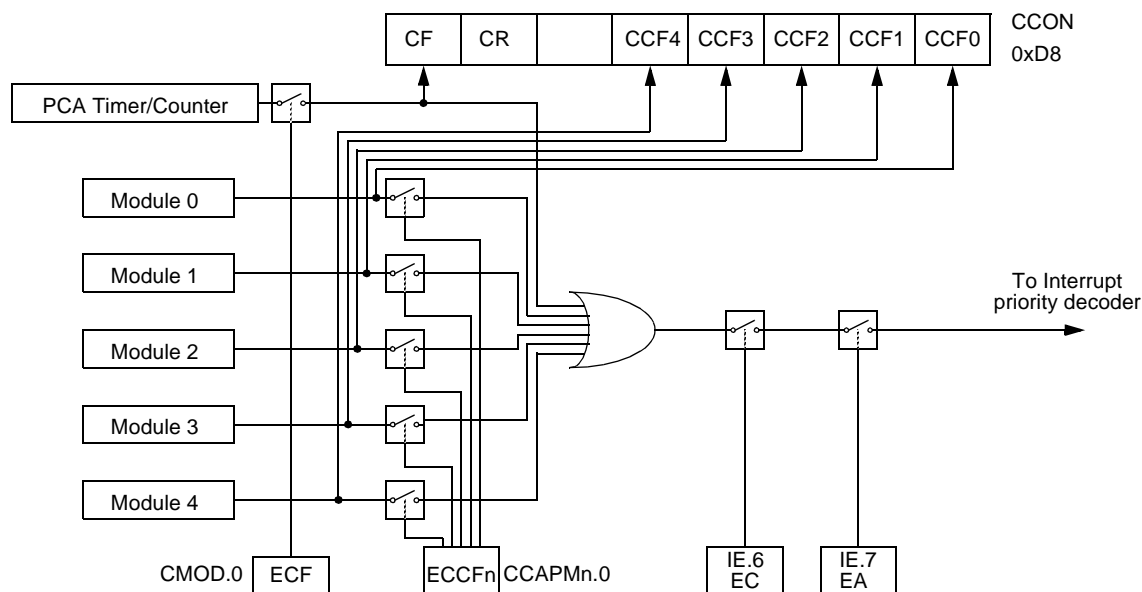 CF CR CCF4 CCF3 CCF2 CCF1 CCF0
CCON
0xD8
PCA Timer/Counter
Module 0
Module 1
Module 2
Module 3
Module 4
To Interrupt
priority decoder
CMOD.0 ECF
ECCFn CCAPMn.0
IE.6
EC
IE.7
EA